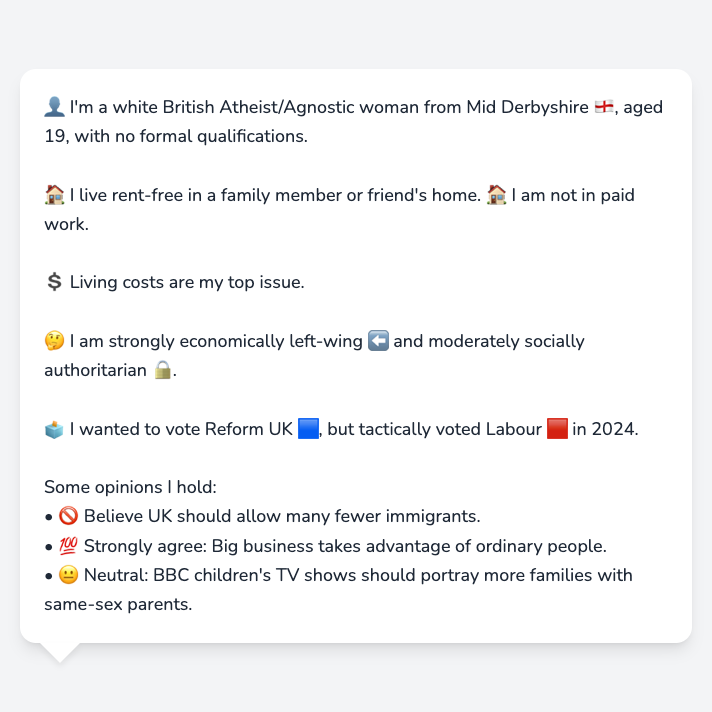 👤 I'm a white British Atheist/Agnostic woman from Mid Derbyshire 🏴󠁧󠁢󠁥󠁮󠁧󠁿, aged
19, with no formal qualifications.
🏠 I live rent-free in a family member or friend's home. 🏠 I am not in paid
work.
💲 Living costs are my top issue.
🤔 I am strongly economically left-wing ⬅️ and moderately socially
authoritarian 🔒.
🗳️ I wanted to vote Reform UK 🟦, but tactically voted Labour 🟥 in 2024.
Some opinions I hold:
• 🚫 Believe UK should allow many fewer immigrants.
• 💯 Strongly agree: Big business takes advantage of ordinary people.
• 😐 Neutral: BBC children's TV shows should portray more families with
same-sex parents.